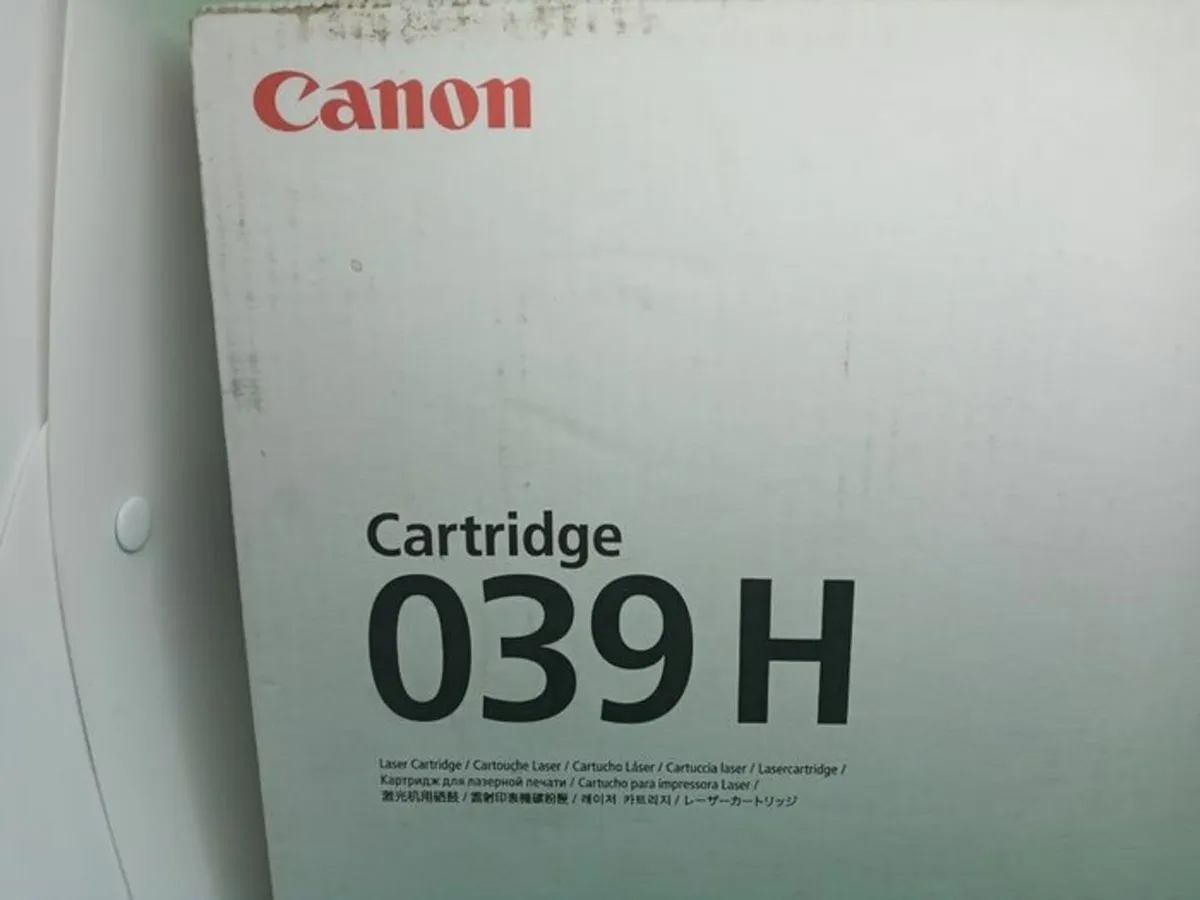 Canon
Cartridge
039 H
Laser Cartridge / Cartouche Laser / Cartucho Láser / Cartuccia laser / Lasercartridge /
Картридж для лазерной печати / Cartucho para impressora Laser /
激光机用硒鼓 / 雷射印表機碳粉匣 / 레이저 카트리지 / レーザーカートリッジ